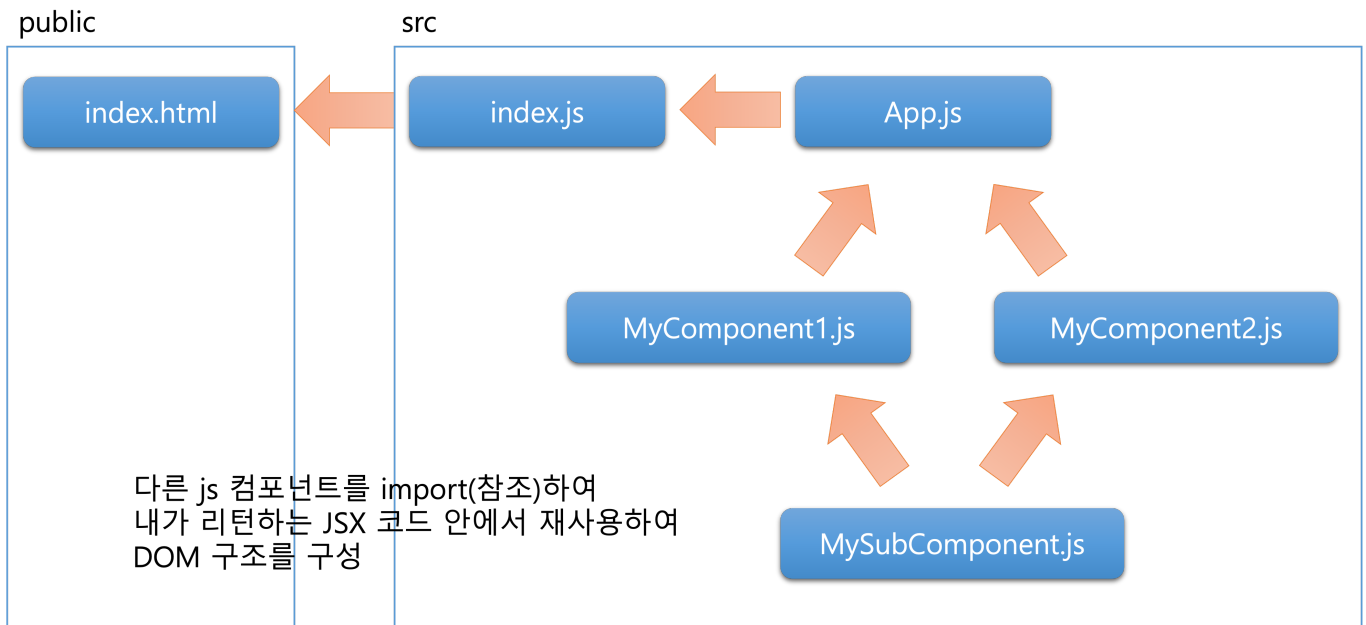 public
src
index.html
index.js
App.js
MyComponent1.js
MyComponent2.js
다른 js 컴포넌트를 import(참조)하여
내가 리턴하는 JSX 코드 안에서 재사용하여
DOM 구조를 구성
MySubComponent.js